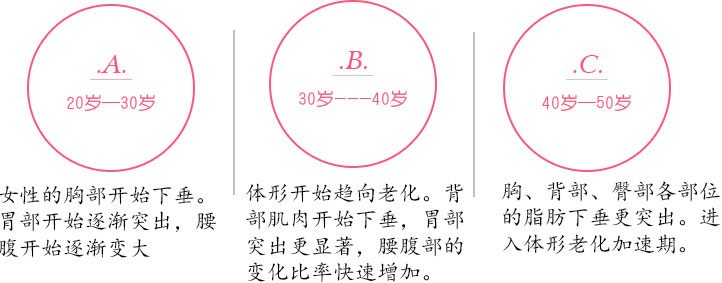 .A.
20岁—30岁
女性的胸部开始下垂。
胃部开始逐渐突出，腰
腹开始逐渐变大
.B.
30岁---40岁
体形开始趋向老化。背
部肌肉开始下垂，胃部
突出更显著，腰腹部的
变化比率快速增加。
.C.
40岁—50岁
胸、背部、臀部各部位
的脂肪下垂更突出。进
入体形老化加速期。